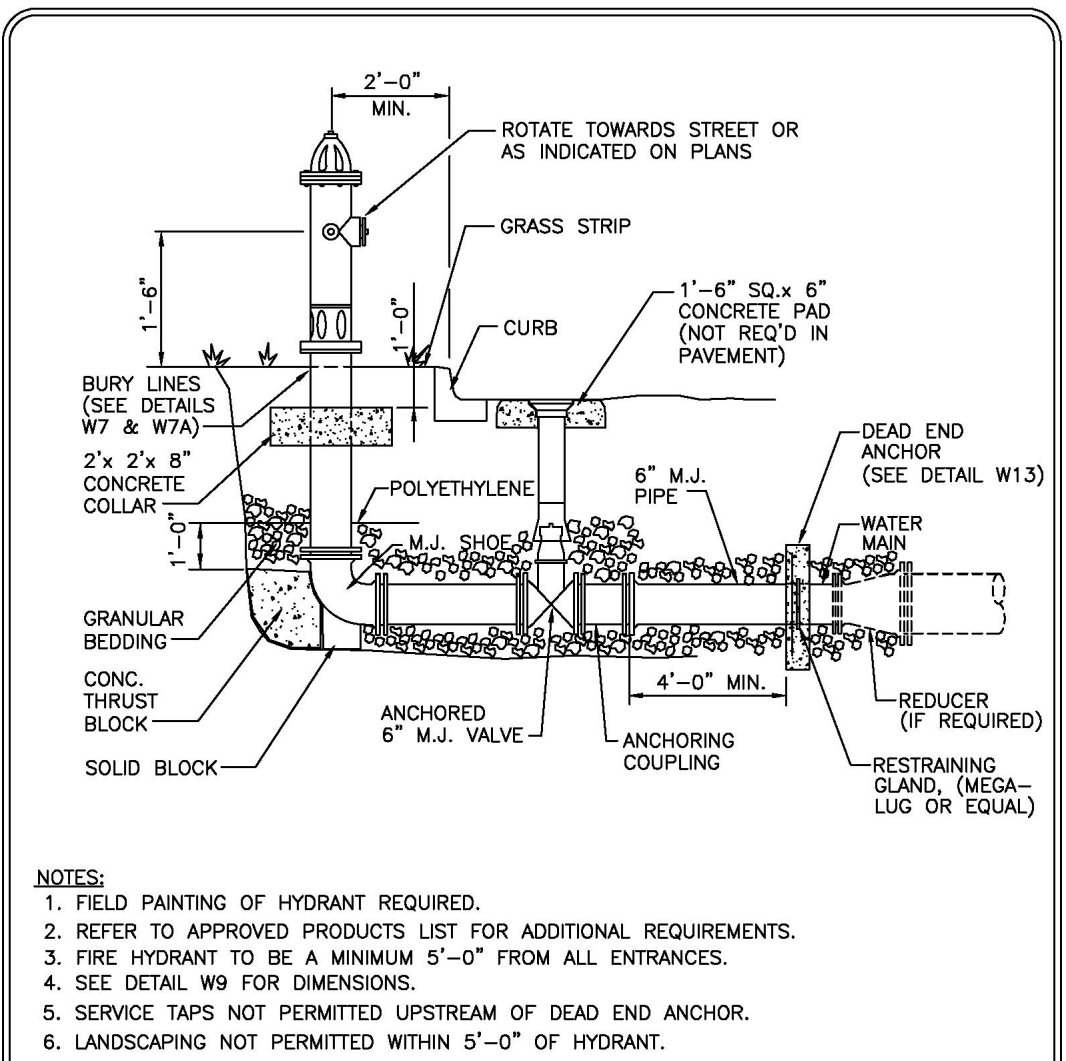 2'-0"
MIN.
ROTATE TOWARDS STREET OR
AS INDICATED ON PLANS
GRASS STRIP
1'-6"
1'-0"
1'-6" SQ.x 6"
CONCRETE PAD
(NOT REQ'D IN
PAVEMENT)
CURB
BURY LINES
(SEE DETAILS
W7 & W7A)
DEAD END
ANCHOR
(SEE DETAIL W13)
2'x 2'x 8"
CONCRETE
COLLAR
POLYETHYLENE
6" M.J.
PIPE
WATER
MAIN
1'-0"
M.J. SHOE
GRANULAR
BEDDING
CONC.
THRUST
BLOCK
SOLID BLOCK
ANCHORED
6" M.J. VALVE
4'-0" MIN.
ANCHORING
COUPLING
REDUCER
(IF REQUIRED)
RESTRAINING
GLAND, (MEGA-
LUG OR EQUAL)
NOTES:
1. FIELD PAINTING OF HYDRANT REQUIRED.
2. REFER TO APPROVED PRODUCTS LIST FOR ADDITIONAL REQUIREMENTS.
3. FIRE HYDRANT TO BE A MINIMUM 5'-0" FROM ALL ENTRANCES.
4. SEE DETAIL W9 FOR DIMENSIONS.
5. SERVICE TAPS NOT PERMITTED UPSTREAM OF DEAD END ANCHOR.
6. LANDSCAPING NOT PERMITTED WITHIN 5'-0" OF HYDRANT.